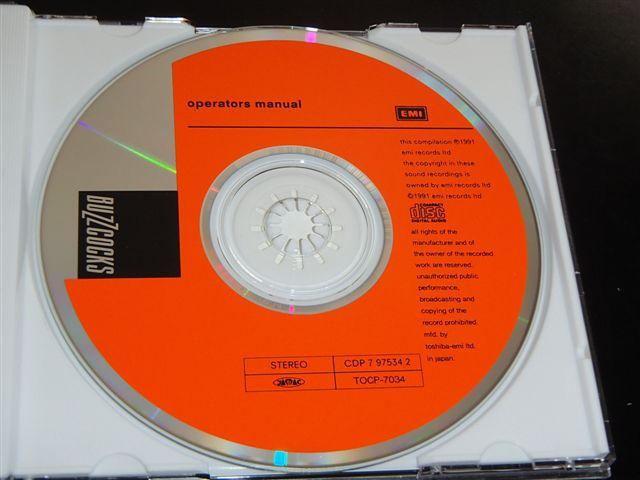 operators manual
EMI
this compilation ℗1991
emi records ltd
the copyright in these
sound recordings is
owned by emi records ltd
©1991 emi records ltd
COMPACT
disc
DIGITAL AUDIO
all rights of the
manufacturer and of
the owner of the recorded
work are reserved.
unauthorized public
performance,
broadcasting and
copying of the
record prohibited.
mfd. by
toshiba-emi ltd.
in japan.
BUZZCOCKS
STEREO
CDP 7 97534 2
JASRAC
TOCP-7034